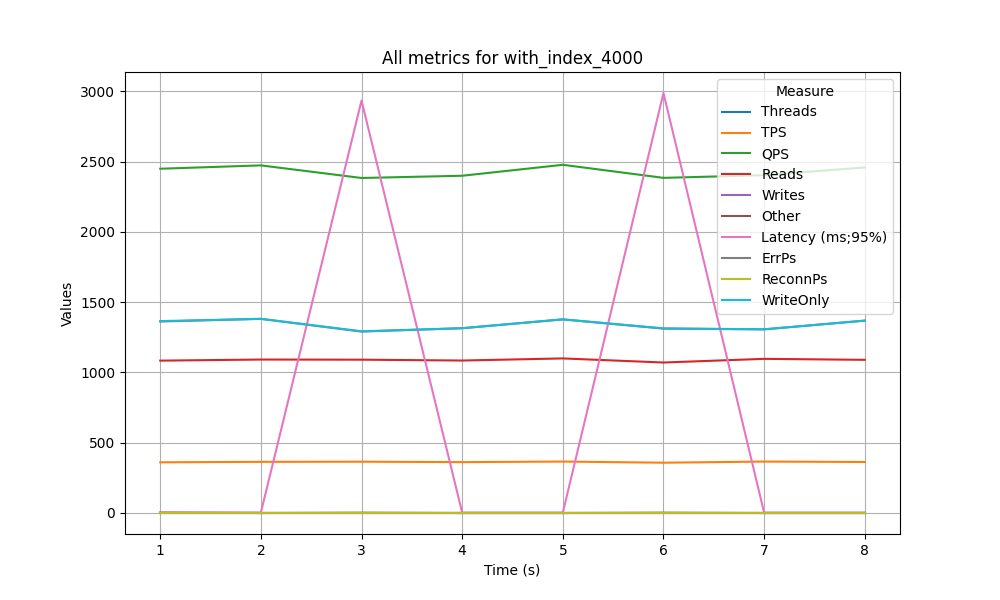 All metrics for with_index_4000
3000
2500
2000
1500
1000
500
0
Values
Measure
Threads
TPS
QPS
Reads
Writes
Other
Latency (ms;95%)
ErrPs
ReconnPs
WriteOnly
1 2 3 4 5 6 7 8
Time (s)